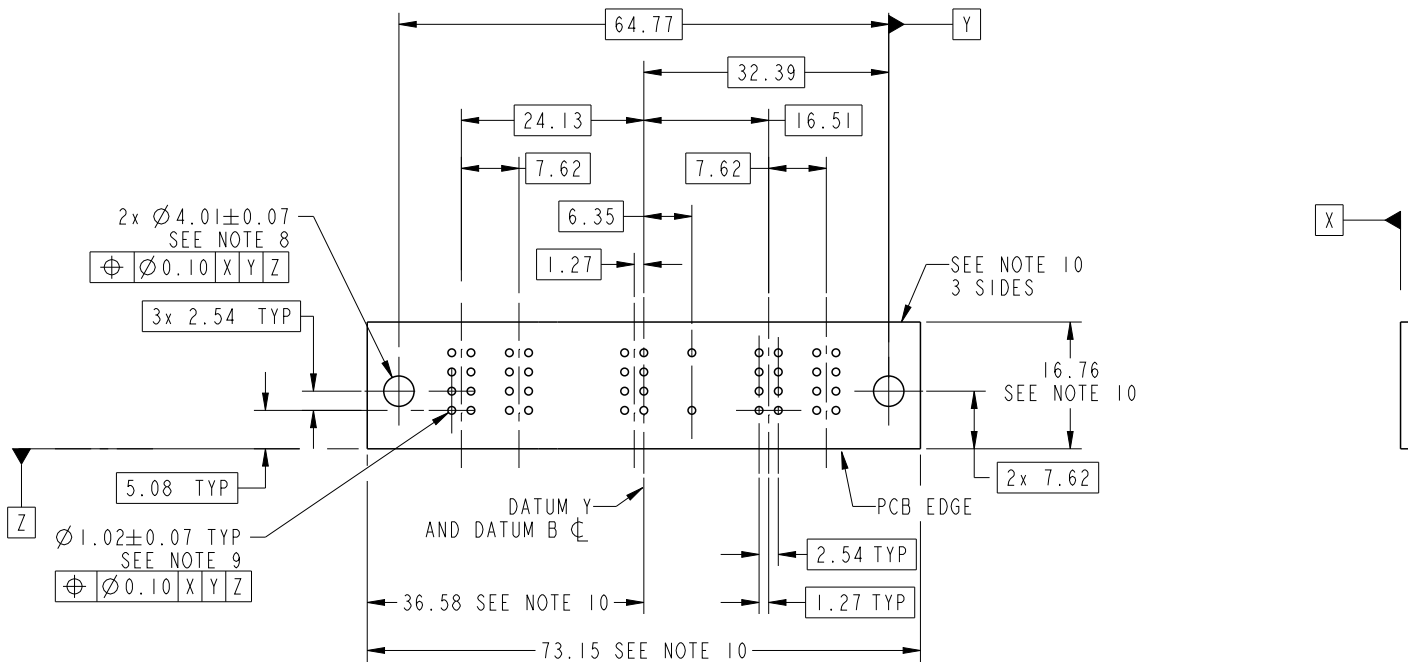 64.77
Y
32.39
24.13
16.51
7.62
7.62
2x Ø4.01±0.07
SEE NOTE 8
⌖ Ø0.10 X Y Z
6.35
X
1.27
SEE NOTE 10
3 SIDES
3x 2.54 TYP
16.76
SEE NOTE 10
5.08 TYP
2x 7.62
Z
DATUM Y
AND DATUM B ℄
PCB EDGE
Ø1.02±0.07 TYP
SEE NOTE 9
⌖ Ø0.10 X Y Z
2.54 TYP
36.58 SEE NOTE 10
1.27 TYP
73.15 SEE NOTE 10